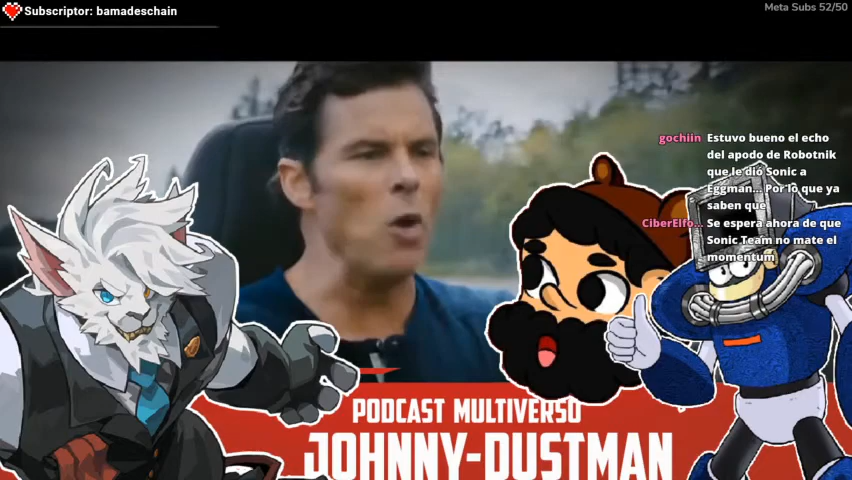 Subscriptor: bamadeschain
Meta Subs 52/50
gochiin Estuvo bueno el echo
del apodo de Robotnik
que le dió Sonic a
Eggman... Por lo que ya
saben que
CiberElfo... Se espera ahora de que
Sonic Team no mate el
momentum
PODCAST MULTIVERSO
JOHNNY-DUSTMAN